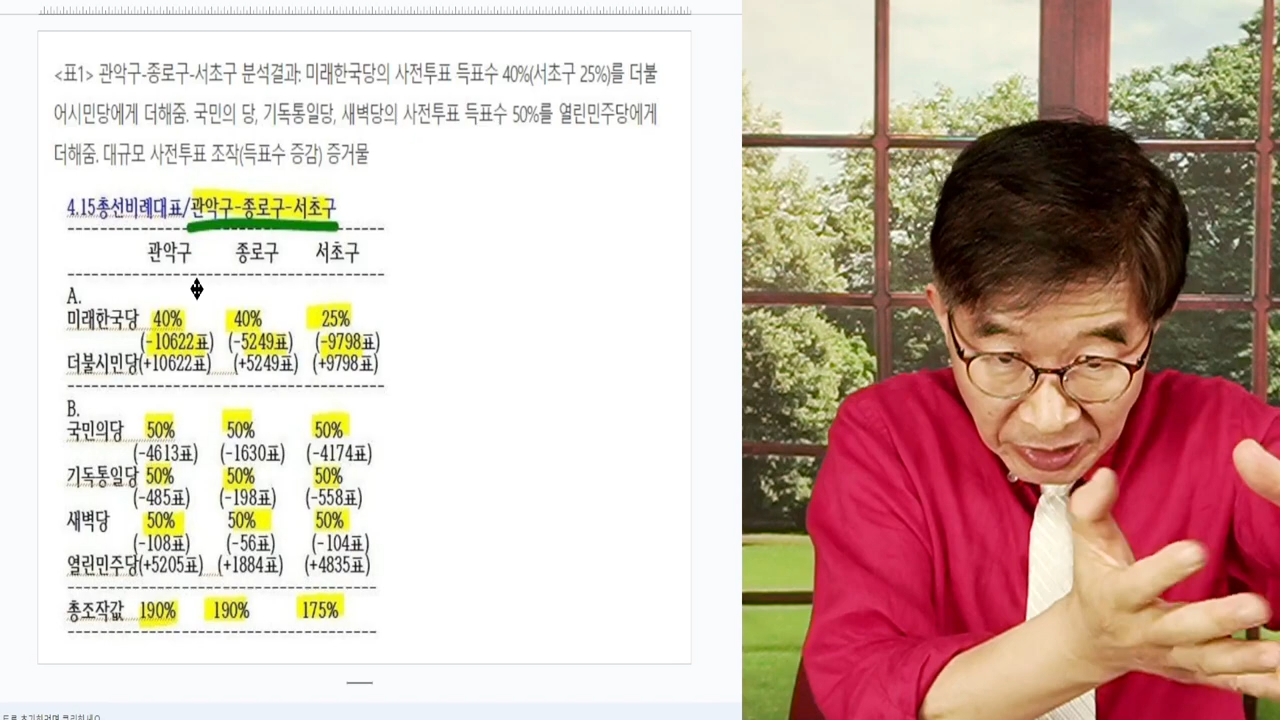 <표1> 관악구-종로구-서초구 분석결과: 미래한국당의 사전투표 득표수 40%(서초구 25%)를 더불
어시민당에게 더해줌. 국민의 당, 기독통일당, 새벽당의 사전투표 득표수 50%를 열린민주당에게
더해줌. 대규모 사전투표 조작(득표수 증감) 증거물
4.15총선비례대표/관악구-종로구-서초구
관악구 종로구 서초구
A.
미래한국당 40% 40% 25%
(-10622표) (-5249표) (-9798표)
더불시민당(+10622표) (+5249표) (+9798표)
B.
국민의당 50% 50% 50%
(-4613표) (-1630표) (-4174표)
기독통일당 50% 50% 50%
(-485표) (-198표) (-558표)
새벽당 50% 50% 50%
(-108표) (-56표) (-104표)
열린민주당(+5205표) (+1884표) (+4835표)
총조작값 190% 190% 175%